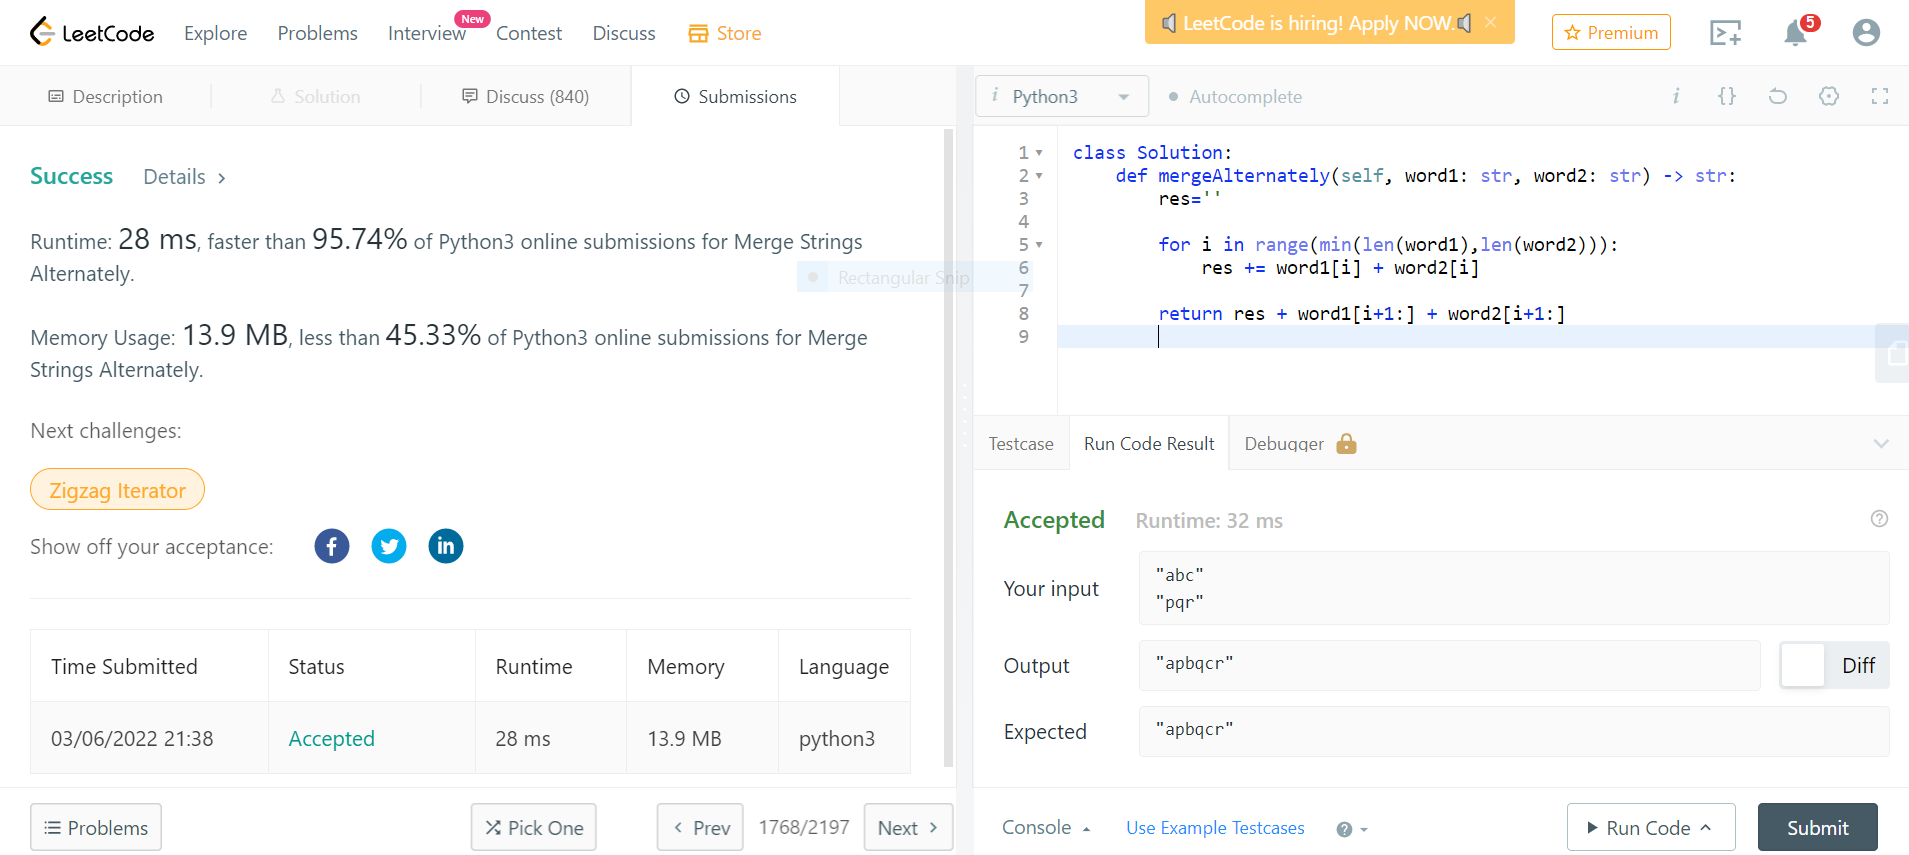 LeetCode Explore Problems Interview New Contest Discuss Store LeetCode is hiring! Apply NOW. × Premium 5
Description Solution Discuss (840) Submissions
i Python3 Autocomplete i {}
Success Details >
Runtime: 28 ms, faster than 95.74% of Python3 online submissions for Merge Strings
Alternately.
Memory Usage: 13.9 MB, less than 45.33% of Python3 online submissions for Merge
Strings Alternately.
Next challenges:
Zigzag Iterator
Show off your acceptance: f in
Time Submitted Status Runtime Memory Language
03/06/2022 21:38 Accepted 28 ms 13.9 MB python3
Problems Pick One < Prev 1768/2197 Next >
Rectangular Snip
1 class Solution:
2 def mergeAlternately(self, word1: str, word2: str) -> str:
3 res=''
4
5 for i in range(min(len(word1),len(word2))):
6 res += word1[i] + word2[i]
7
8 return res + word1[i+1:] + word2[i+1:]
9
Testcase Run Code Result Debugger
Accepted Runtime: 32 ms ?
Your input "abc"
"pqr"
Output "apbqcr" Diff
Expected "apbqcr"
Console Use Example Testcases ? Run Code Submit